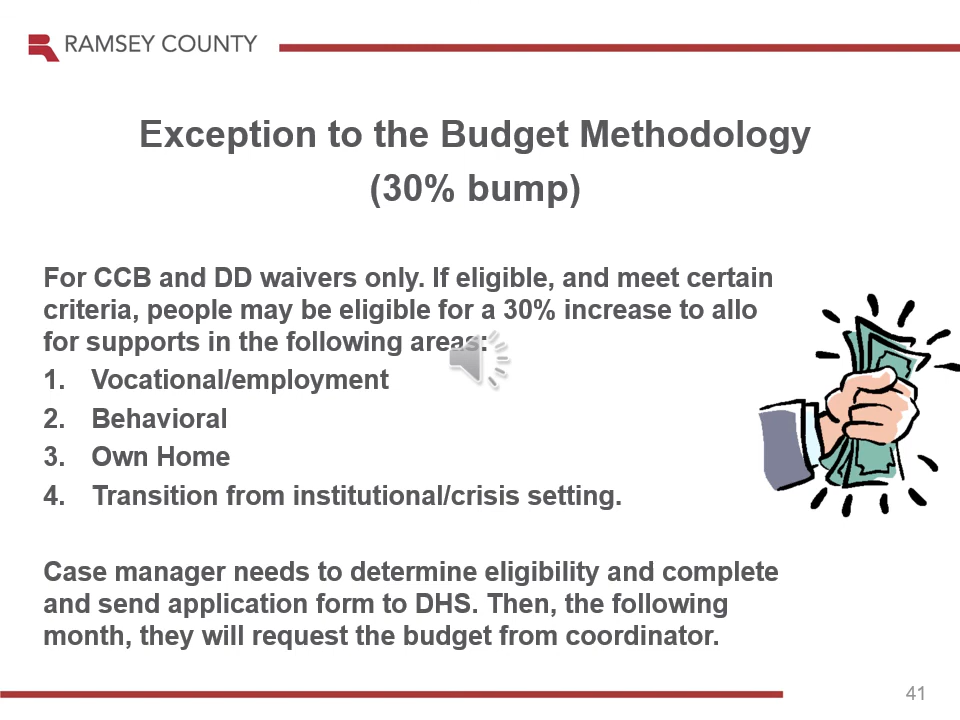 RAMSEY COUNTY
Exception to the Budget Methodology
(30% bump)
For CCB and DD waivers only. If eligible, and meet certain
criteria, people may be eligible for a 30% increase to allo
for supports in the following areas:
1. Vocational/employment
2. Behavioral
3. Own Home
4. Transition from institutional/crisis setting.
Case manager needs to determine eligibility and complete
and send application form to DHS. Then, the following
month, they will request the budget from coordinator.
41